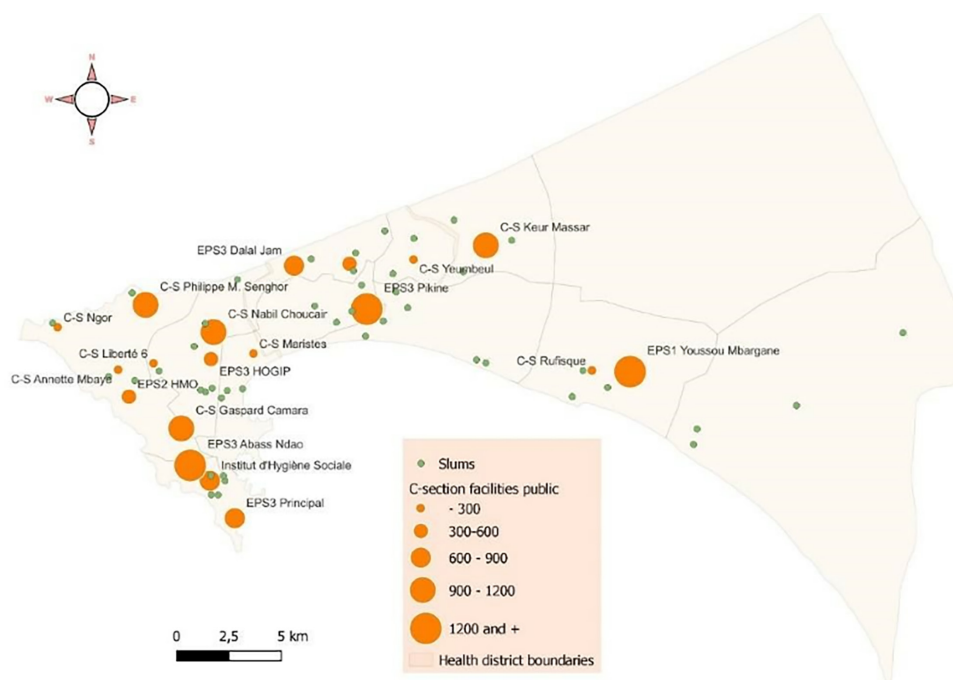 N
W
E
S
C-S Keur Massar
EPS3 Dalal Jam
C-S Yeumbeul
C-S Philippe M. Senghor
EPS3 Pikine
C-S Ngor
C-S Nabil Choucair
C-S Maristes
C-S Liberté 6
EPS3 HOGIP
C-S Rufisque
EPS1 Youssou Mbargane
C-S Annette Mbaye
EPS2 HMO
C-S Gaspard Camara
EPS3 Abass Ndao
Institut d'Hygiène Sociale
EPS3 Principal
Slums
C-section facilities public
- 300
300-600
600 - 900
900 - 1200
1200 and +
Health district boundaries
0 2,5 5 km